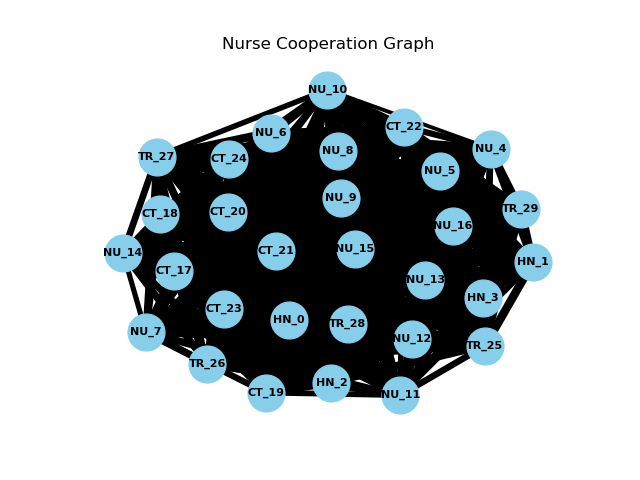 Nurse Cooperation Graph
NU_10
CT_22
NU_6
NU_4
NU_8
TR_27
CT_24
NU_5
NU_9
TR_29
CT_20
CT_18
NU_16
NU_15
CT_21
NU_14
HN_1
CT_17
NU_13
HN_3
CT_23
HN_0
TR_28
NU_7
NU_12
TR_25
TR_26
HN_2
CT_19
NU_11